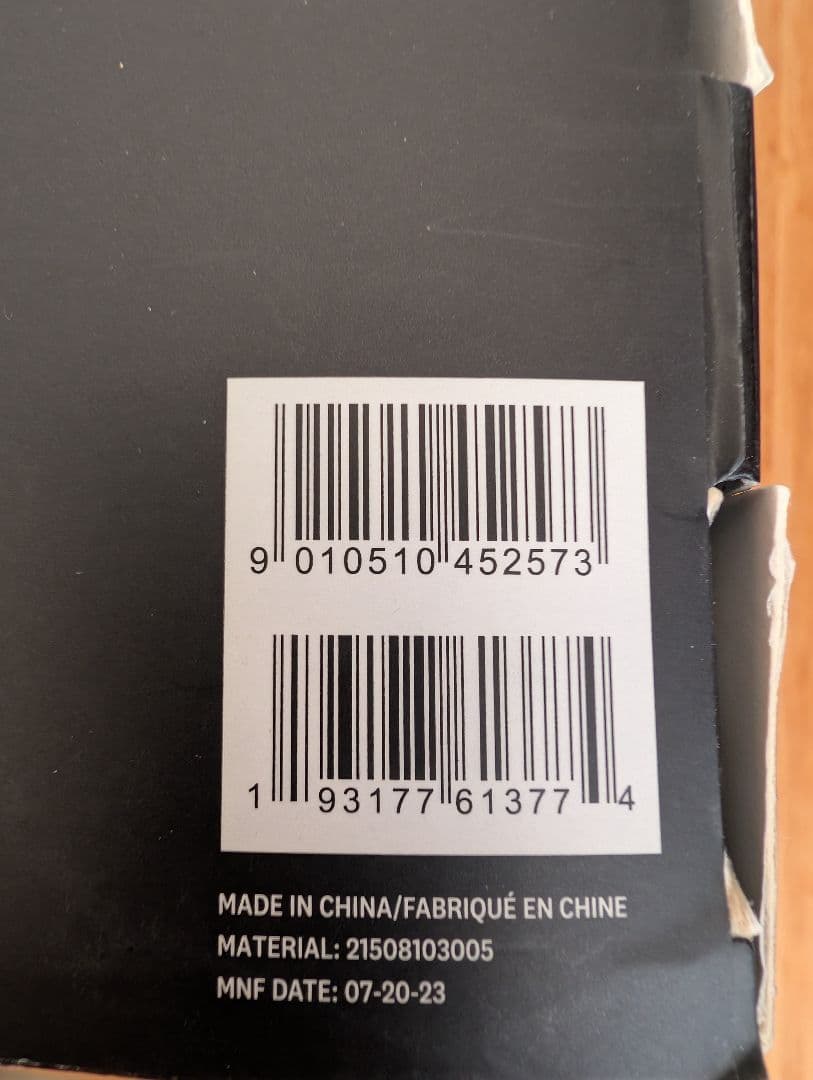 9 010510 452573
1 93177 61377 4
MADE IN CHINA/FABRIQUÉ EN CHINE
MATERIAL: 21508103005
MNF DATE: 07-20-23